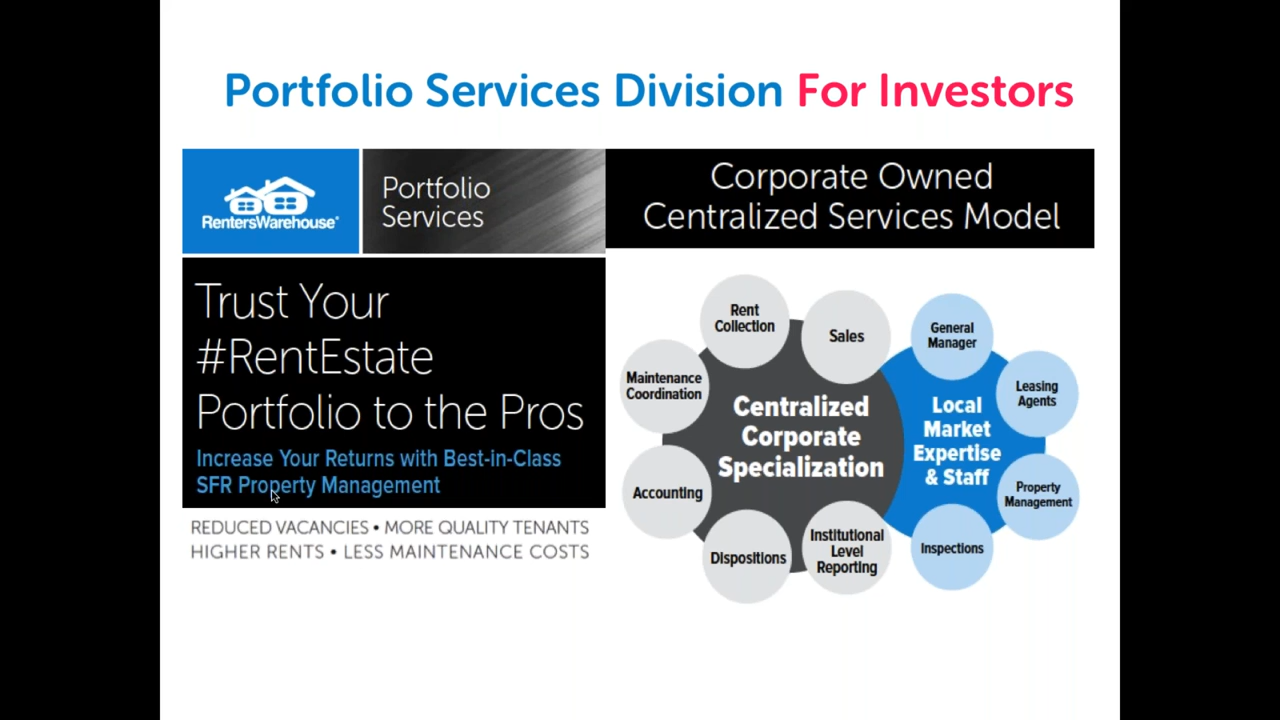 Portfolio Services Division For Investors
RentersWarehouse®
Portfolio
Services
Trust Your
#RentEstate
Portfolio to the Pros
Increase Your Returns with Best-in-Class
SFR Property Management
REDUCED VACANCIES • MORE QUALITY TENANTS
HIGHER RENTS • LESS MAINTENANCE COSTS
Corporate Owned
Centralized Services Model
Rent
Collection
Sales
Maintenance
Coordination
Centralized
Corporate
Specialization
Accounting
Dispositions
Institutional
Level
Reporting
General
Manager
Leasing
Agents
Local
Market
Expertise
& Staff
Property
Management
Inspections